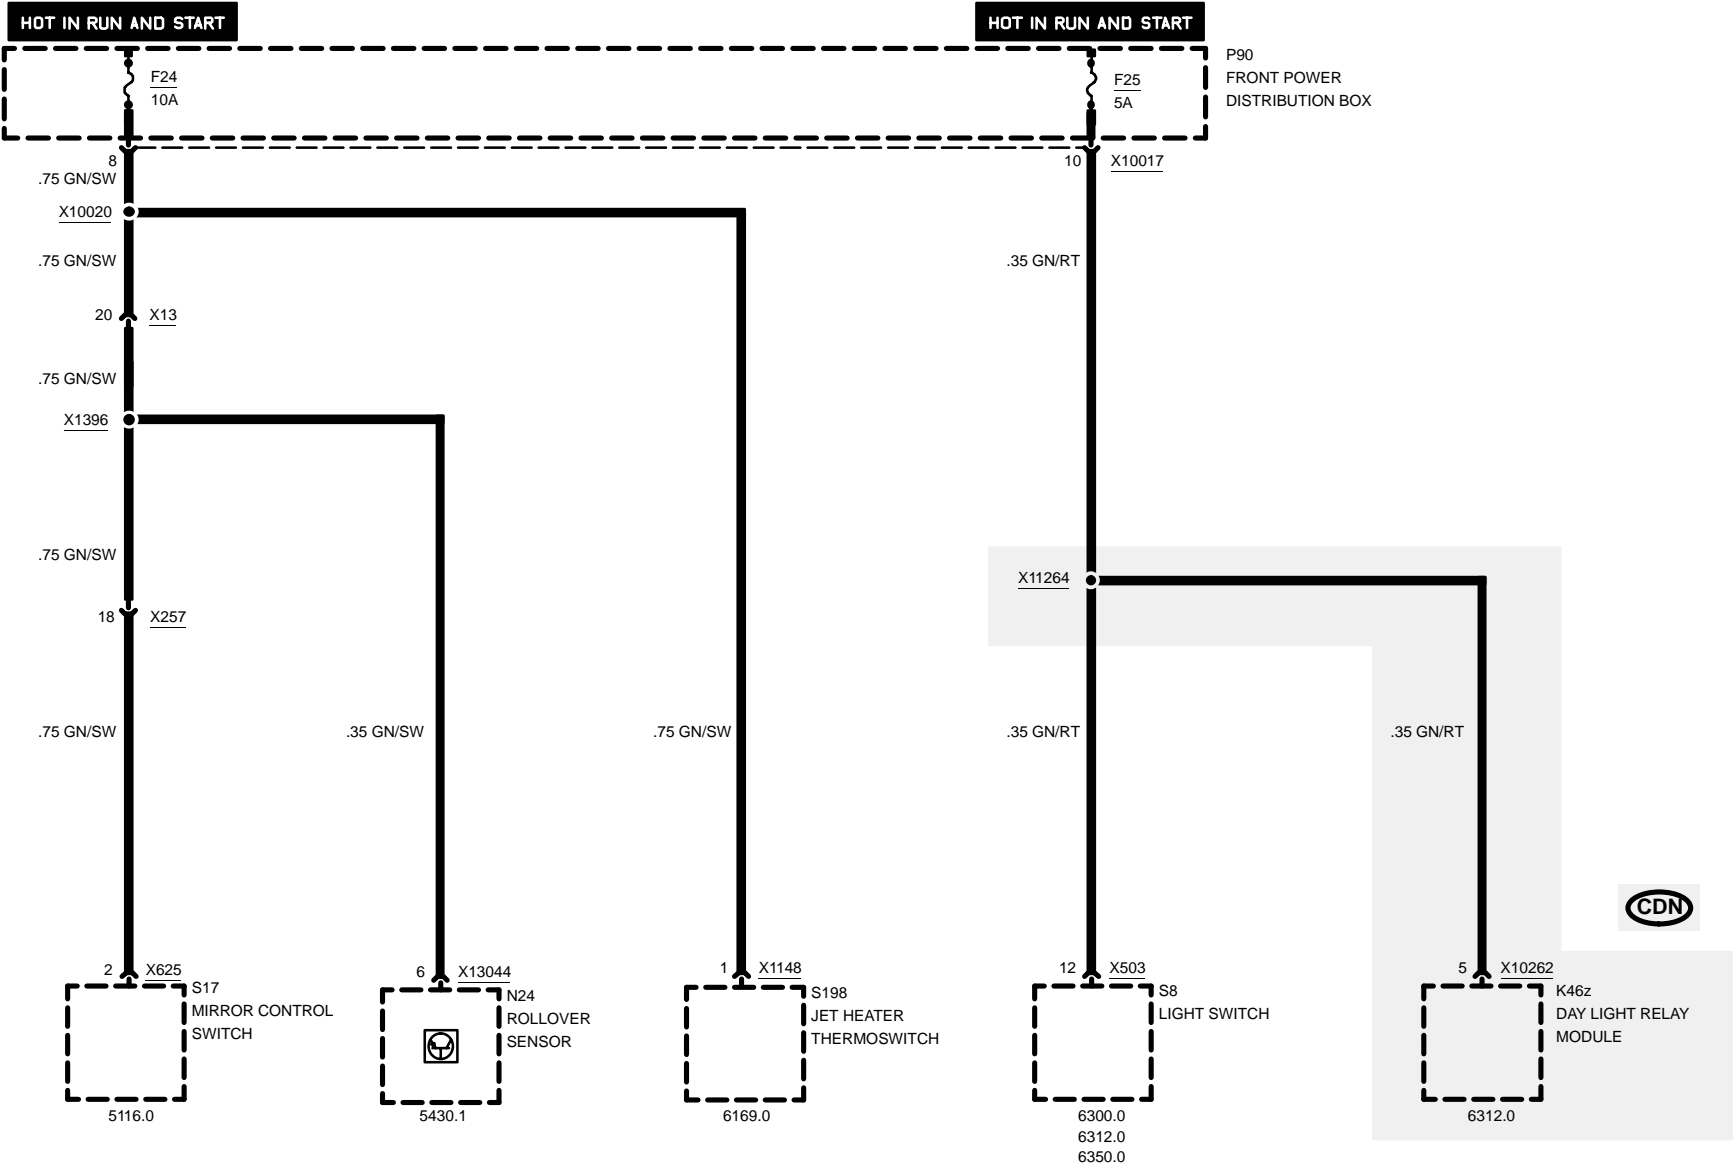 HOT IN RUN AND START
HOT IN RUN AND START
F24
10A
F25
5A
P90
FRONT POWER
DISTRIBUTION BOX
8
10
X10017
.75 GN/SW
X10020
.75 GN/SW
.35 GN/RT
20
X13
.75 GN/SW
X1396
.75 GN/SW
X11264
18
X257
.75 GN/SW
.35 GN/SW
.75 GN/SW
.35 GN/RT
.35 GN/RT
CDN
2
X625
6
X13044
1
X1148
12
X503
5
X10262
S17
MIRROR CONTROL
SWITCH
N24
ROLLOVER
SENSOR
S198
JET HEATER
THERMOSWITCH
S8
LIGHT SWITCH
K46z
DAY LIGHT RELAY
MODULE
5116.0
5430.1
6169.0
6300.0
6312.0
6350.0
6312.0